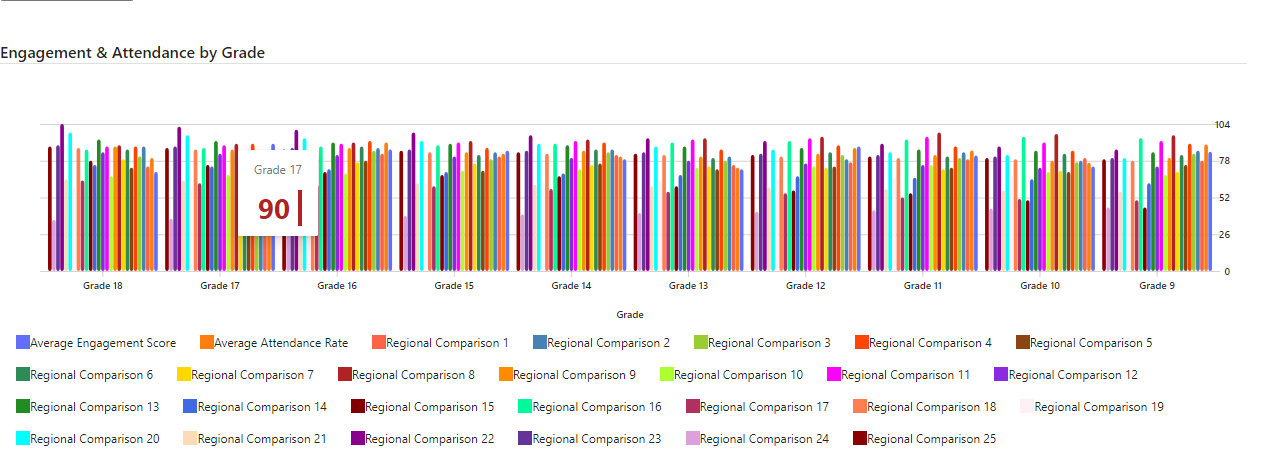 Engagement & Attendance by Grade
104
78
52
26
0
Grade 17
90
Grade 18 Grade 17 Grade 16 Grade 15 Grade 14 Grade 13 Grade 12 Grade 11 Grade 10 Grade 9
Grade
Average Engagement Score Average Attendance Rate Regional Comparison 1 Regional Comparison 2 Regional Comparison 3 Regional Comparison 4 Regional Comparison 5
Regional Comparison 6 Regional Comparison 7 Regional Comparison 8 Regional Comparison 9 Regional Comparison 10 Regional Comparison 11 Regional Comparison 12
Regional Comparison 13 Regional Comparison 14 Regional Comparison 15 Regional Comparison 16 Regional Comparison 17 Regional Comparison 18 Regional Comparison 19
Regional Comparison 20 Regional Comparison 21 Regional Comparison 22 Regional Comparison 23 Regional Comparison 24 Regional Comparison 25